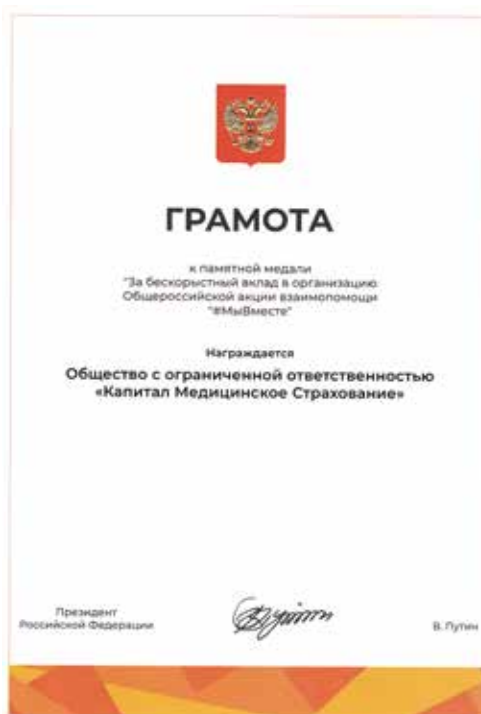 ГРАМОТА
к памятной медали
"За бескорыстный вклад в организацию
Общероссийской акции взаимопомощи
"#МыВместе"
Награждается
Общество с ограниченной ответственностью
«Капитал Медицинское Страхование»
Президент
Российской Федерации
В. Путин